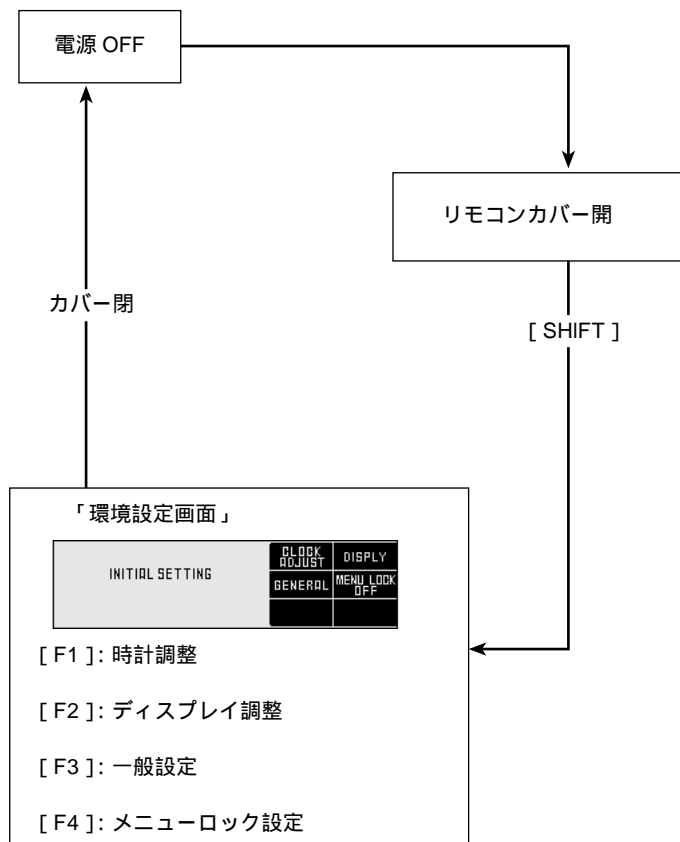 電源 OFF
リモコンカバー開
カバー閉
[ SHIFT ]
「環境設定画面」
INITIAL SETTING
CLOCK ADJUST
DISPLY
GENERAL
MENU LOCK OFF
[ F1 ]: 時計調整
[ F2 ]: ディスプレイ調整
[ F3 ]: 一般設定
[ F4 ]: メニューロック設定